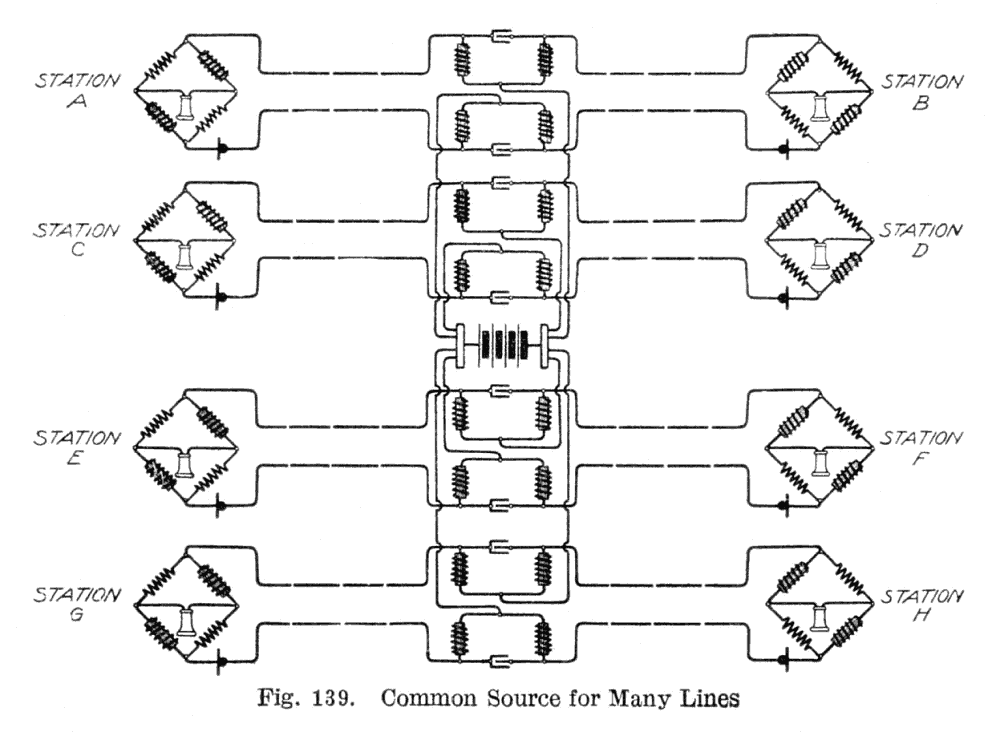 STATION
A
STATION
B
STATION
C
STATION
D
STATION
E
STATION
F
STATION
G
STATION
H
Fig. 139. Common Source for Many Lines